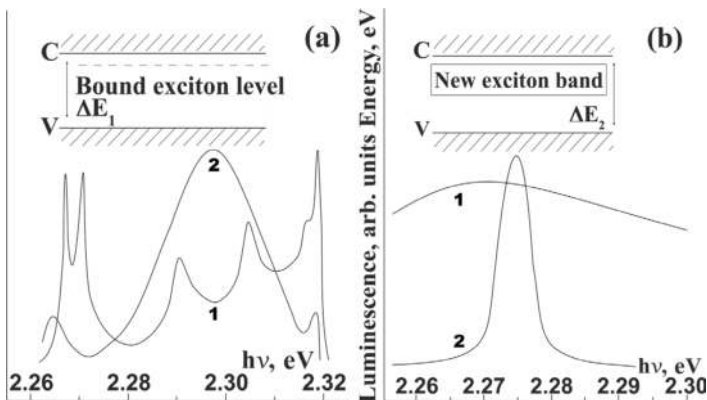 C
(a)
Bound exciton level
ΔE1
V
2
1
hν, eV
2.26 2.28 2.30 2.32
Luminescence, arb. units Energy, eV
(b)
C
New exciton band
ΔE2
V
1
2
hν, eV
2.26 2.27 2.28 2.29 2.30